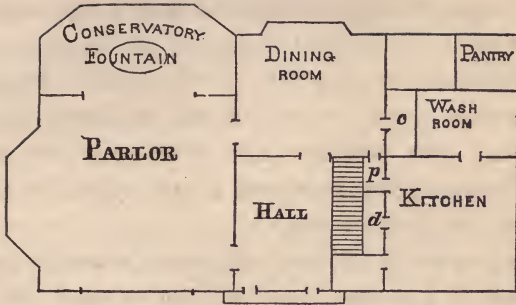 CONSERVATORY
FOUNTAIN
DINING
ROOM
PANTRY
WASH
ROOM
c
PARLOR
p
HALL
d
KITCHEN